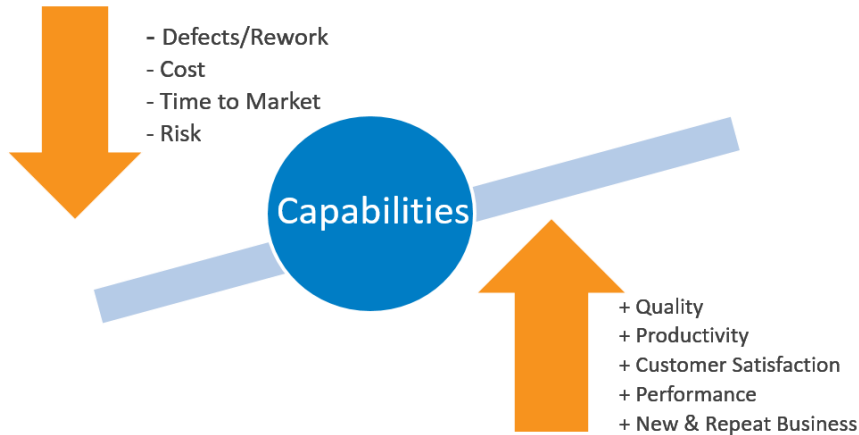 - Defects/Rework
- Cost
- Time to Market
- Risk
Capabilities
+ Quality
+ Productivity
+ Customer Satisfaction
+ Performance
+ New & Repeat Business